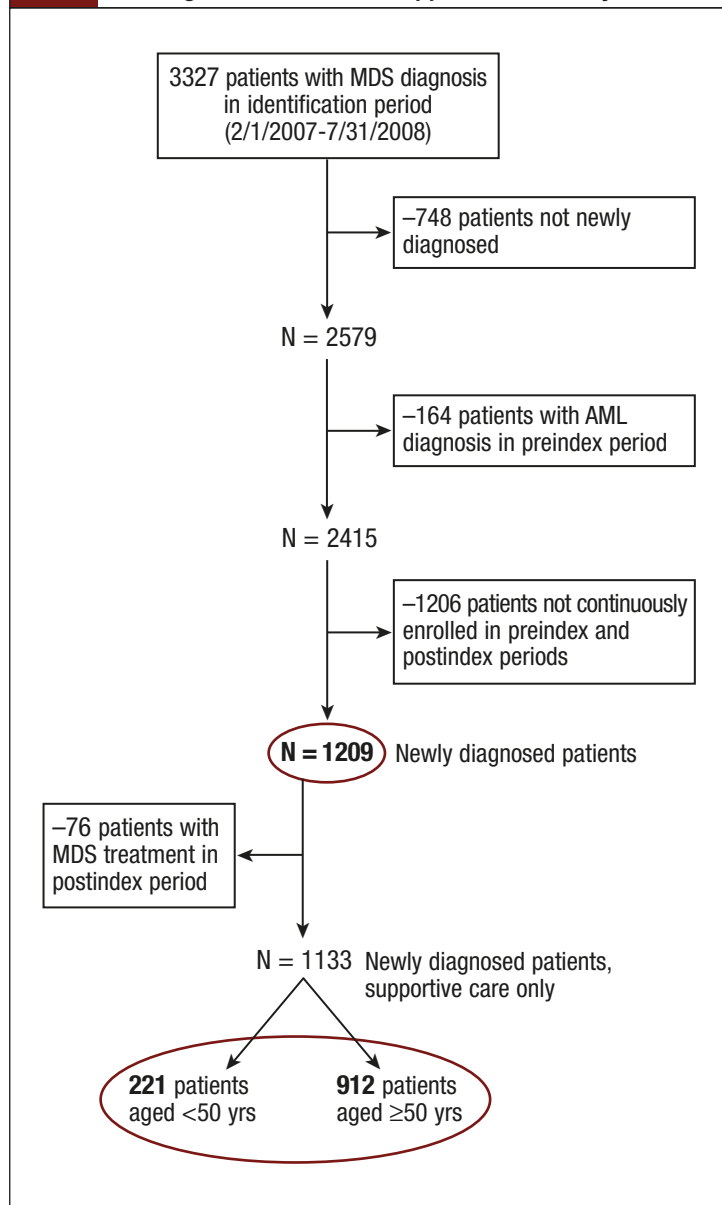 3327 patients with MDS diagnosis
in identification period
(2/1/2007-7/31/2008)
–748 patients not newly
diagnosed
N = 2579
–164 patients with AML
diagnosis in preindex period
N = 2415
–1206 patients not continuously
enrolled in preindex and
postindex periods
N = 1209 Newly diagnosed patients
–76 patients with
MDS treatment in
postindex period
N = 1133 Newly diagnosed patients,
supportive care only
221 patients
aged <50 yrs
912 patients
aged ≥50 yrs